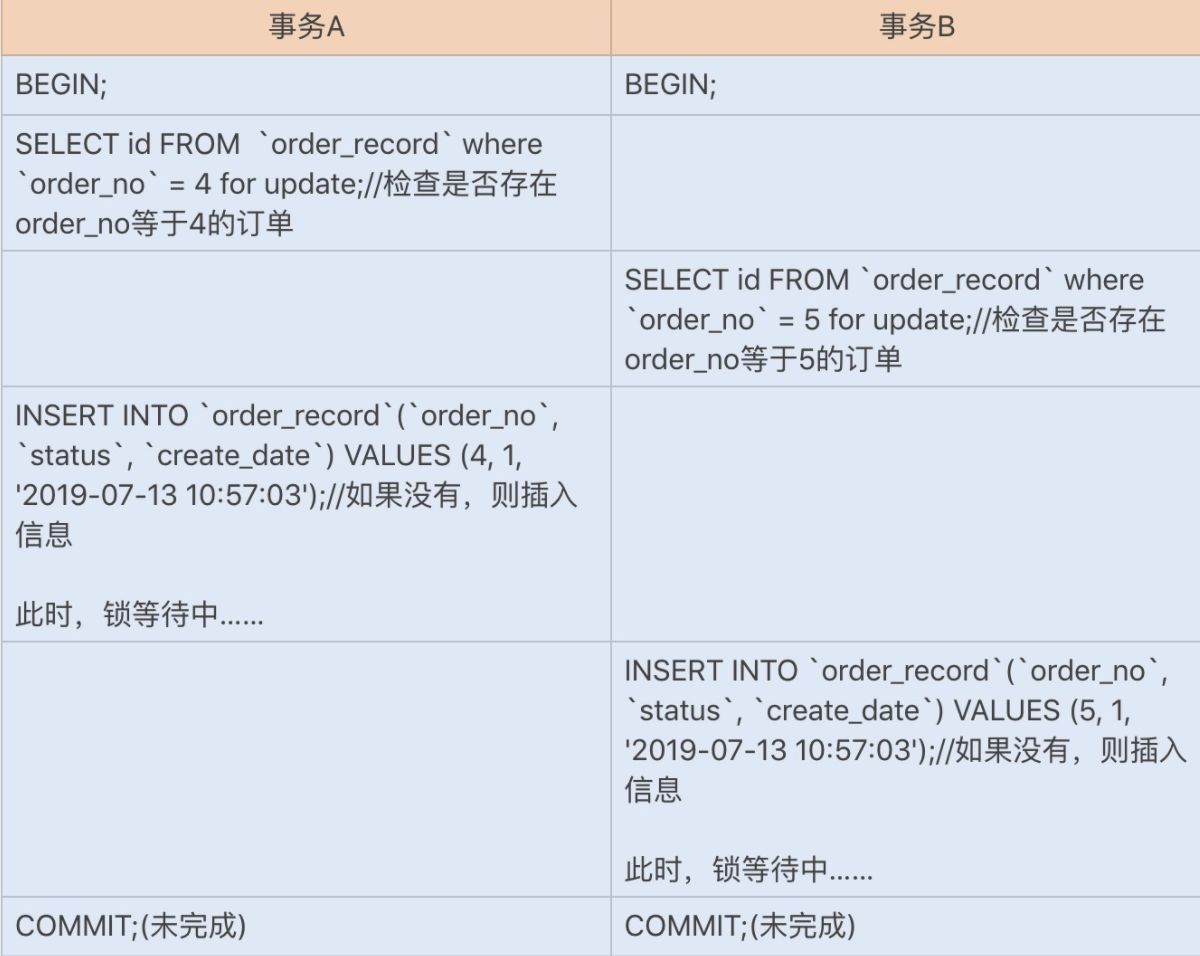 事务A
事务B
BEGIN;
BEGIN;
SELECT id FROM  `order_record` where
`order_no` = 4 for update;//检查是否存在
order_no等于4的订单
SELECT id FROM `order_record` where
`order_no` = 5 for update;//检查是否存在
order_no等于5的订单
INSERT INTO `order_record`(`order_no`,
`status`, `create_date`) VALUES (4, 1,
'2019-07-13 10:57:03');//如果没有，则插入
信息
此时，锁等待中……
INSERT INTO `order_record`(`order_no`,
`status`, `create_date`) VALUES (5, 1,
'2019-07-13 10:57:03');//如果没有，则插入
信息
此时，锁等待中……
COMMIT;(未完成)
COMMIT;(未完成)